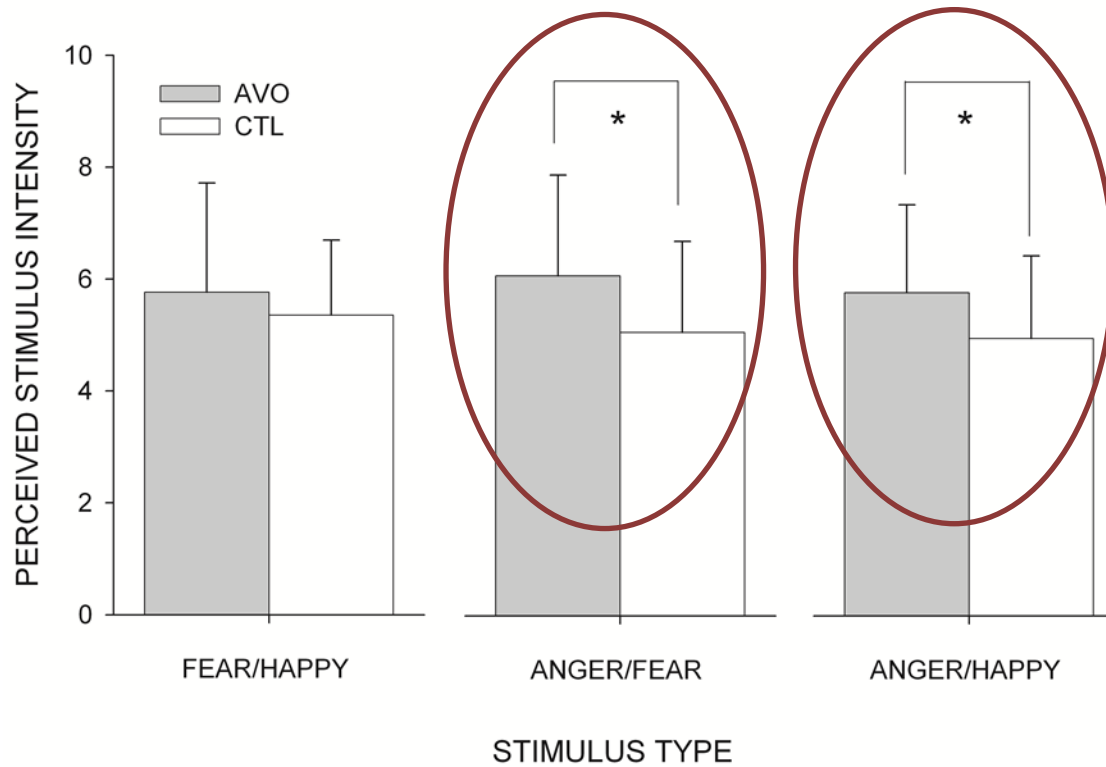 PERCEIVED STIMULUS INTENSITY
10
8
6
4
2
0
AVO
CTL
*
*
FEAR/HAPPY
ANGER/FEAR
ANGER/HAPPY
STIMULUS TYPE